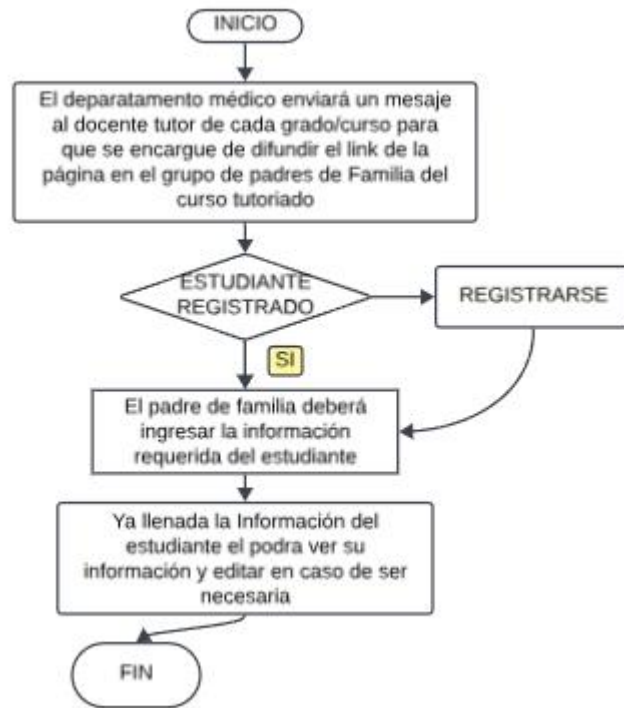 INICIO
El deparatamento médico enviará un mesaje
al docente tutor de cada grado/curso para
que se encargue de difundir el link de la
página en el grupo de padres de Familia del
curso tutoriado
ESTUDIANTE
REGISTRADO
REGISTRARSE
SI
El padre de familia deberá
ingresar la información
requerida del estudiante
Ya llenada la Información del
estudiante el podra ver su
información y editar en caso de ser
necesaria
FIN